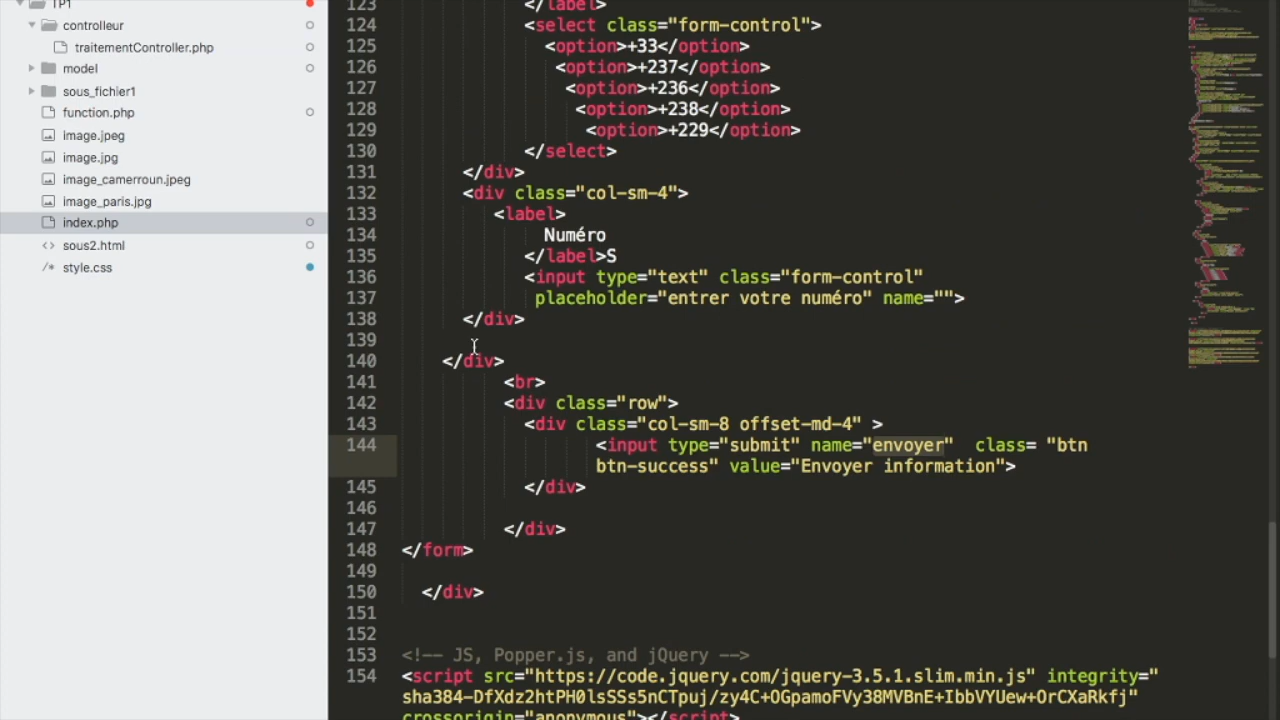 TP1
controlleur
traitementController.php
model
sous_fichier1
function.php
image.jpeg
image.jpg
image_camerroun.jpeg
image_paris.jpg
index.php
<> sous2.html
/* style.css
123 </label>
124 <select class="form-control">
125 <option>+33</option>
126 <option>+237</option>
127 <option>+236</option>
128 <option>+238</option>
129 <option>+229</option>
130 </select>
131 </div>
132 <div class="col-sm-4">
133 <label>
134 Numéro
135 </label>S
136 <input type="text" class="form-control"
137 placeholder="entrer votre numéro" name="">
138 </div>
139
140 </div>
141 <br>
142 <div class="row">
143 <div class="col-sm-8 offset-md-4" >
144 <input type="submit" name="envoyer" class= "btn
btn-success" value="Envoyer information">
145 </div>
146
147 </div>
148 </form>
149
150 </div>
151
152
153 <!-- JS, Popper.js, and jQuery -->
154 <script src="https://code.jquery.com/jquery-3.5.1.slim.min.js" integrity="
sha384-DfXdz2htPH0lsSSs5nCTpuj/zy4C+OGpamoFVy38MVBnE+IbbVYUew+OrCXaRkfj"
crossorigin="anonymous"></script>